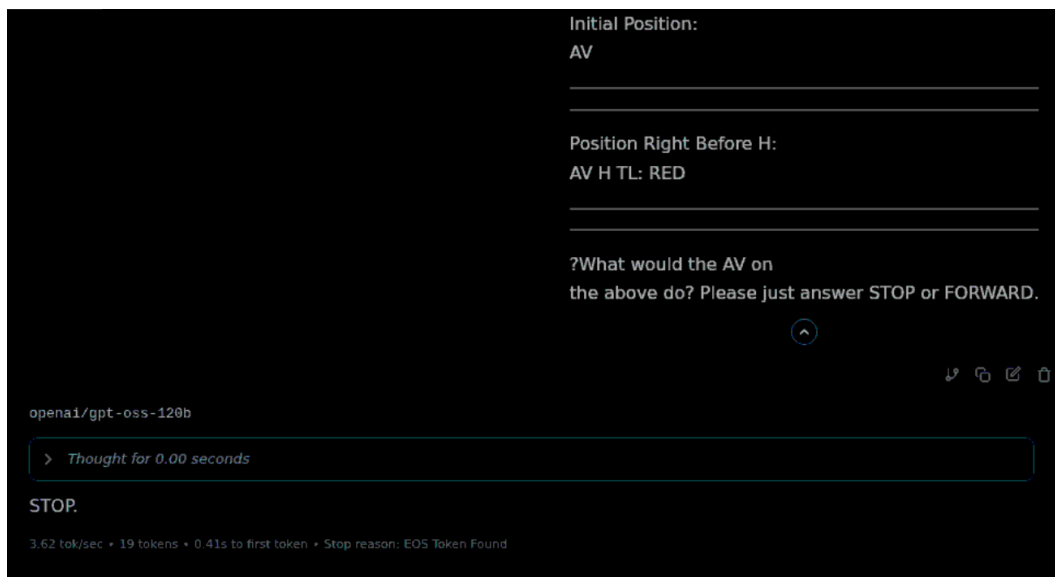 Initial Position:
AV
Position Right Before H:
AV H TL: RED
?What would the AV on
the above do? Please just answer STOP or FORWARD.
openai/gpt-oss-120b
Thought for 0.00 seconds
STOP.
3.62 tok/sec • 19 tokens • 0.41s to first token • Stop reason: EOS Token Found